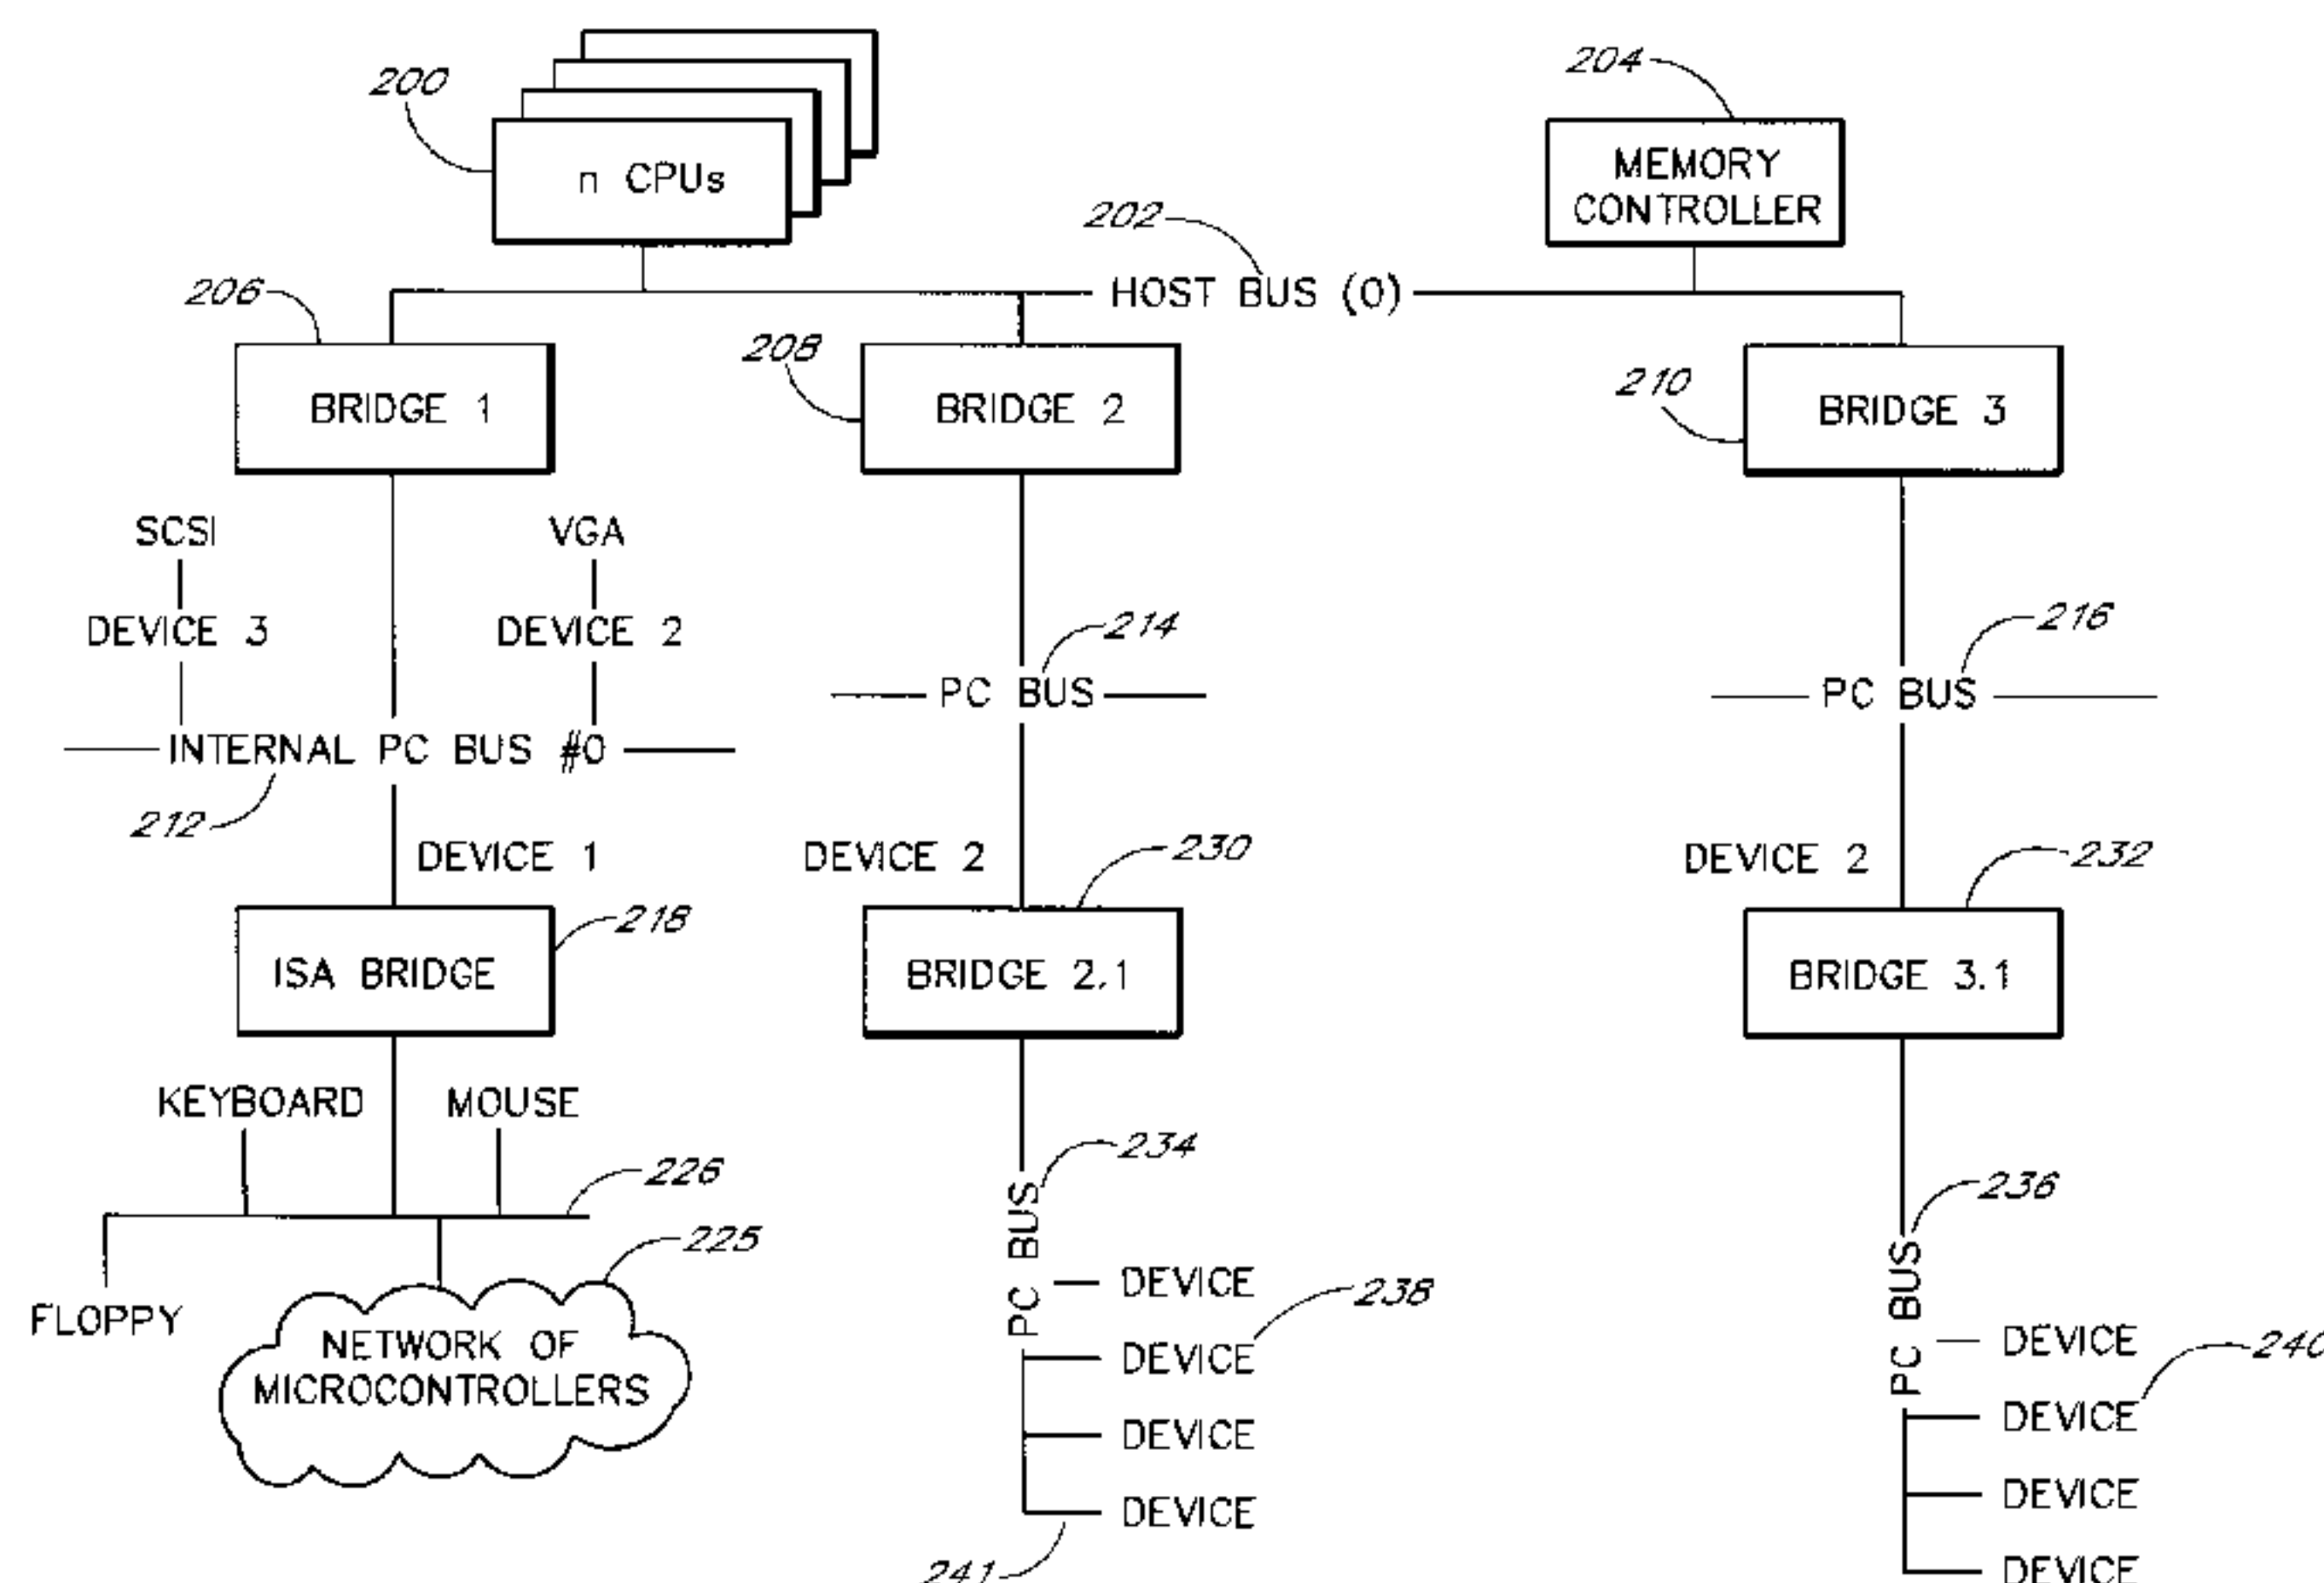 200
n CPUs
204
MEMORY
CONTROLLER
202
HOST BUS (0)
206
BRIDGE 1
208
BRIDGE 2
210
BRIDGE 3
SCSI
VGA
DEVICE 3
DEVICE 2
214
PC BUS
216
PC BUS
INTERNAL PC BUS #0
212
DEVICE 1
DEVICE 2
230
DEVICE 2
232
218
ISA BRIDGE
BRIDGE 2.1
BRIDGE 3.1
KEYBOARD
MOUSE
226
225
FLOPPY
NETWORK OF
MICROCONTROLLERS
234
PC BUS
DEVICE
238
DEVICE
DEVICE
DEVICE
241
236
PC BUS
DEVICE
240
DEVICE
DEVICE
DEVICE